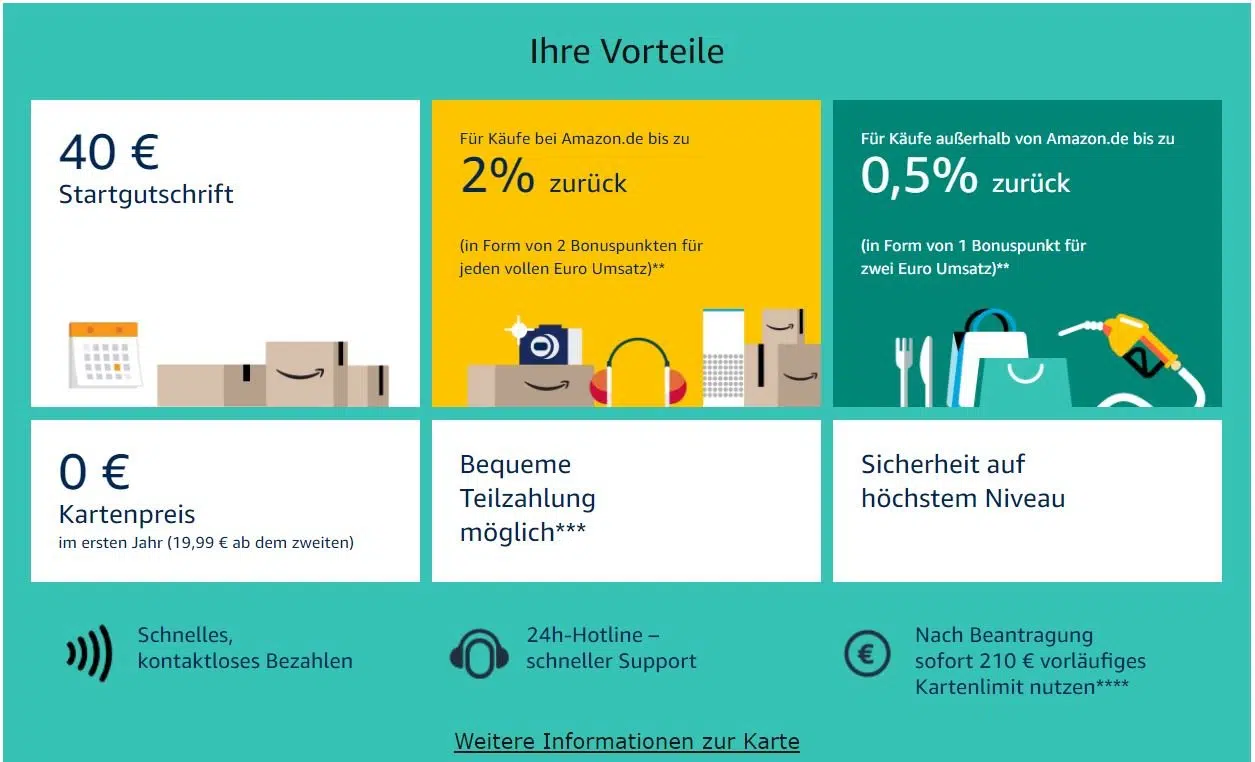 Ihre Vorteile
40 €
Startgutschrift
Für Käufe bei Amazon.de bis zu
2% zurück
(in Form von 2 Bonuspunkten für
jeden vollen Euro Umsatz)**
Für Käufe außerhalb von Amazon.de bis zu
0,5% zurück
(in Form von 1 Bonuspunkt für
zwei Euro Umsatz)**
0 €
Kartenpreis
im ersten Jahr (19,99 € ab dem zweiten)
Bequeme
Teilzahlung
möglich***
Sicherheit auf
höchstem Niveau
Schnelles,
kontaktloses Bezahlen
24h-Hotline –
schneller Support
€
Nach Beantragung
sofort 210 € vorläufiges
Kartenlimit nutzen****
Weitere Informationen zur Karte